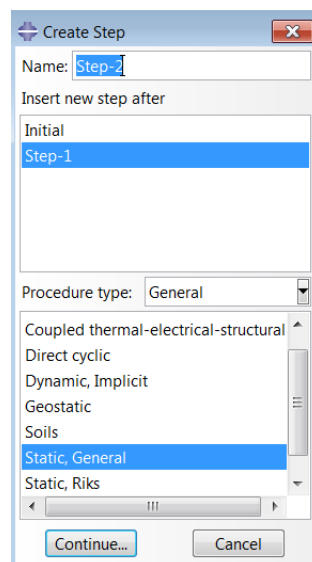 Create Step
Name: Step-2
Insert new step after
Initial
Step-1
Procedure type: General
Coupled thermal-electrical-structural
Direct cyclic
Dynamic, Implicit
Geostatic
Soils
Static, General
Static, Riks
Continue... Cancel